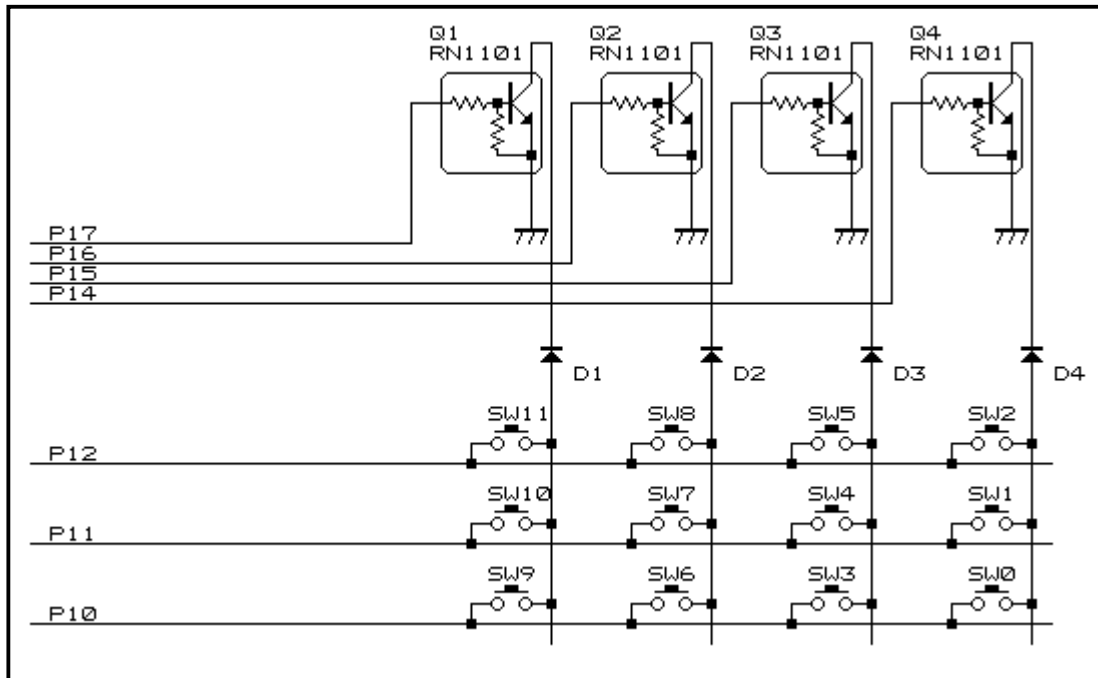 Q1 Q2 Q3 Q4
RN1101 RN1101 RN1101 RN1101
P17
P16
P15
P14
D1 D2 D3 D4
SW11 SW8 SW5 SW2
P12
SW10 SW7 SW4 SW1
P11
SW9 SW6 SW3 SW0
P10